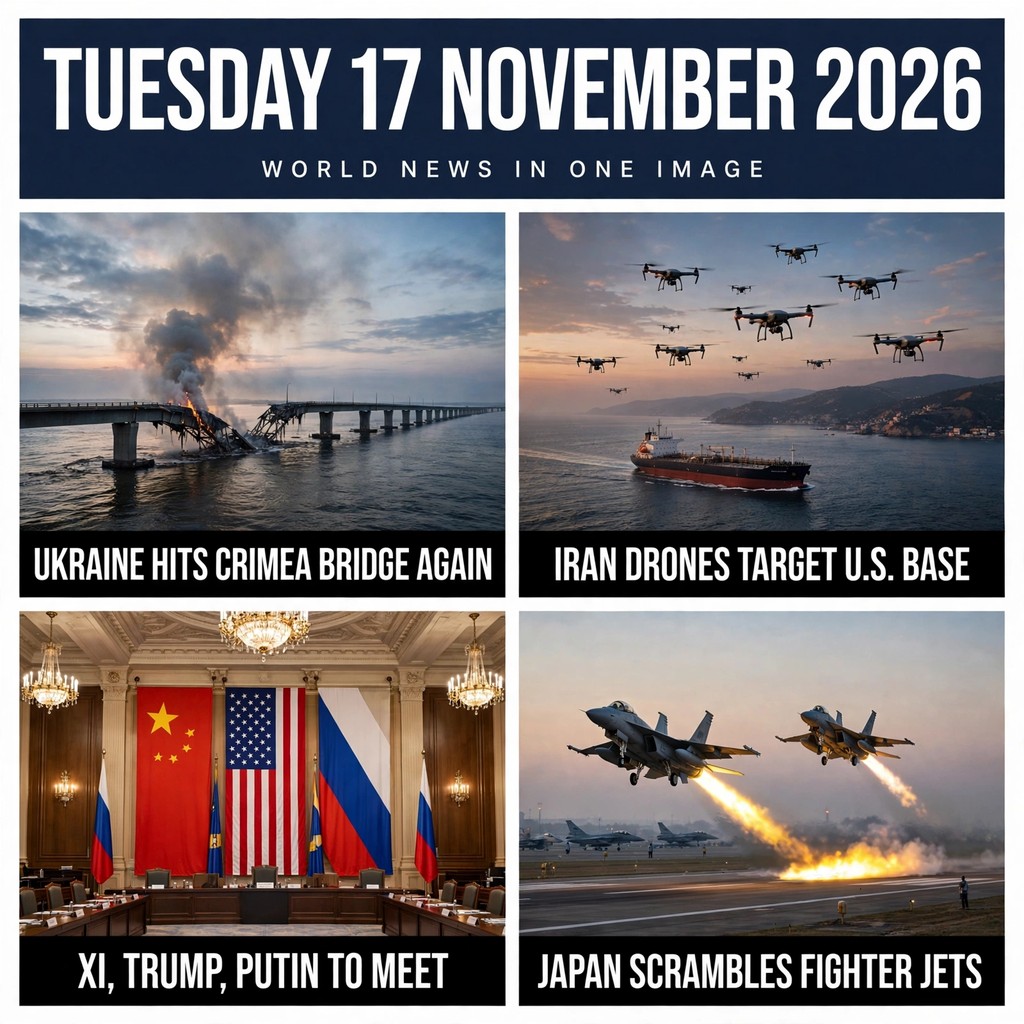 TUESDAY 17 NOVEMBER 2026
WORLD NEWS IN ONE IMAGE
UKRAINE HITS CRIMEA BRIDGE AGAIN
IRAN DRONES TARGET U.S. BASE
XI, TRUMP, PUTIN TO MEET
JAPAN SCRAMBLES FIGHTER JETS